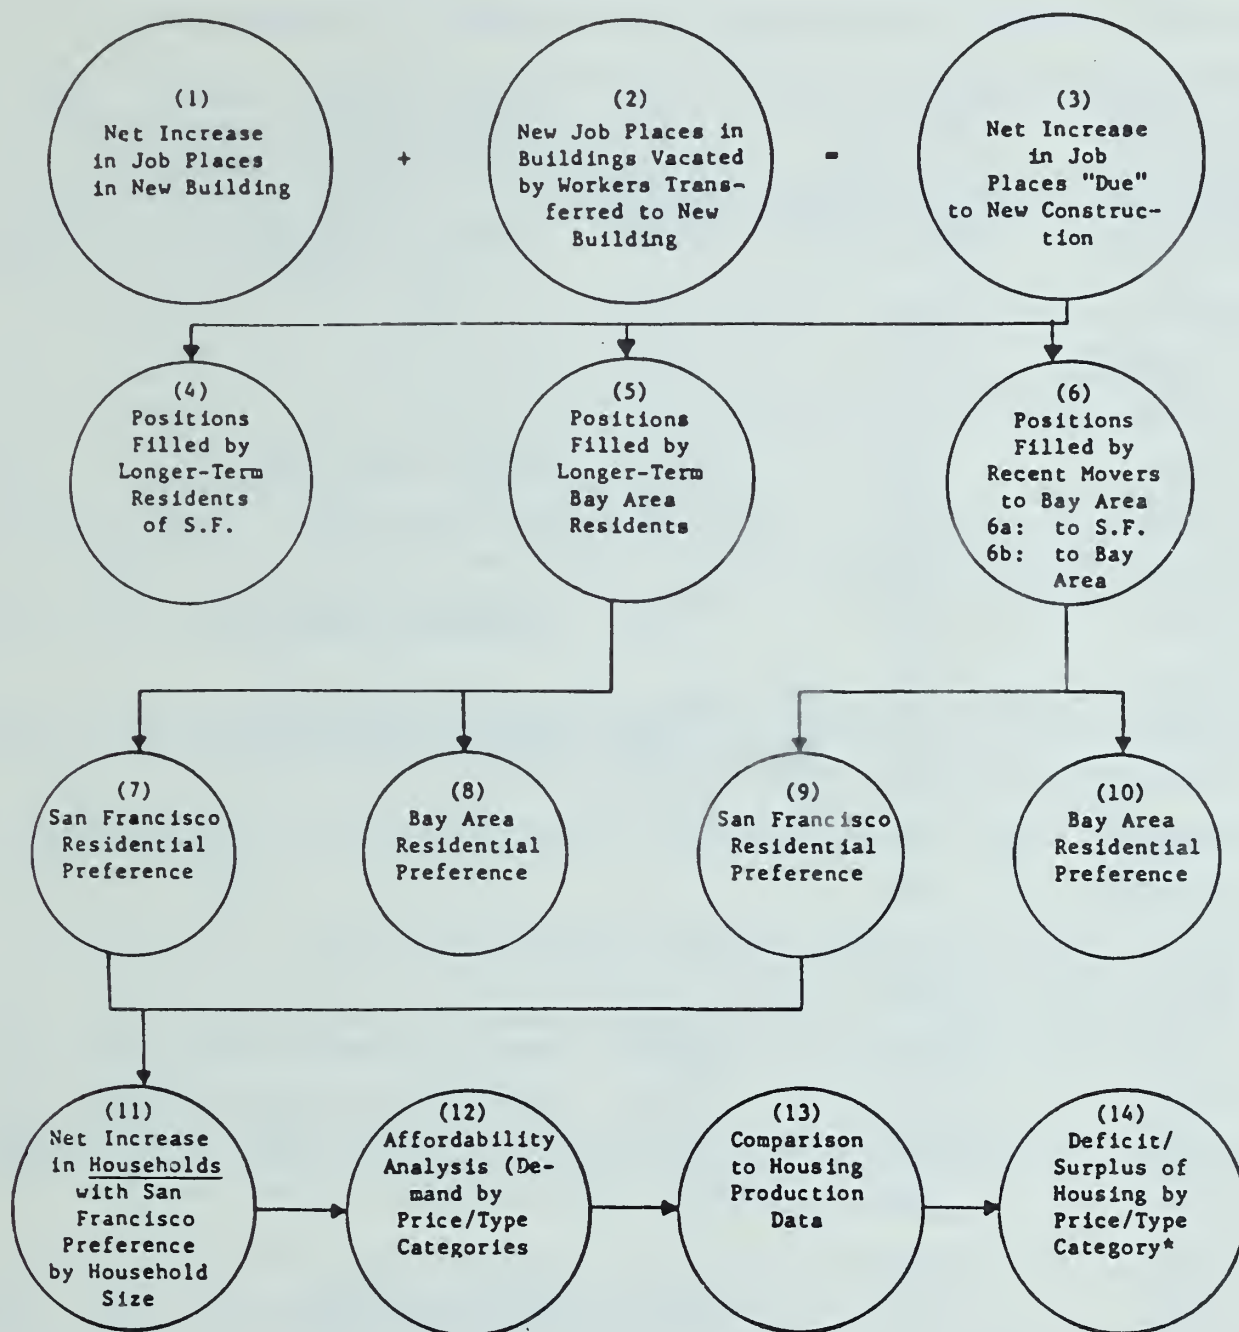 (1)
Net Increase
in Job Places
in New Building
+
(2)
New Job Places in
Buildings Vacated
by Workers Trans-
ferred to New
Building
=
(3)
Net Increase
in Job
Places "Due"
to New Construc-
tion
(4)
Positions
Filled by
Longer-Term
Residents
of S.F.
(5)
Positions
Filled by
Longer-Term
Bay Area
Residents
(6)
Positions
Filled by
Recent Movers
to Bay Area
6a: to S.F.
6b: to Bay
Area
(7)
San Francisco
Residential
Preference
(8)
Bay Area
Residential
Preference
(9)
San Francisco
Residential
Preference
(10)
Bay Area
Residential
Preference
(11)
Net Increase
in Households
with San
Francisco
Preference
by Household
Size
(12)
Affordability
Analysis (De-
mand by
Price/Type
Categories
(13)
Comparison
to Housing
Production
Data
(14)
Deficit/
Surplus of
Housing by
Price/Type
Category*